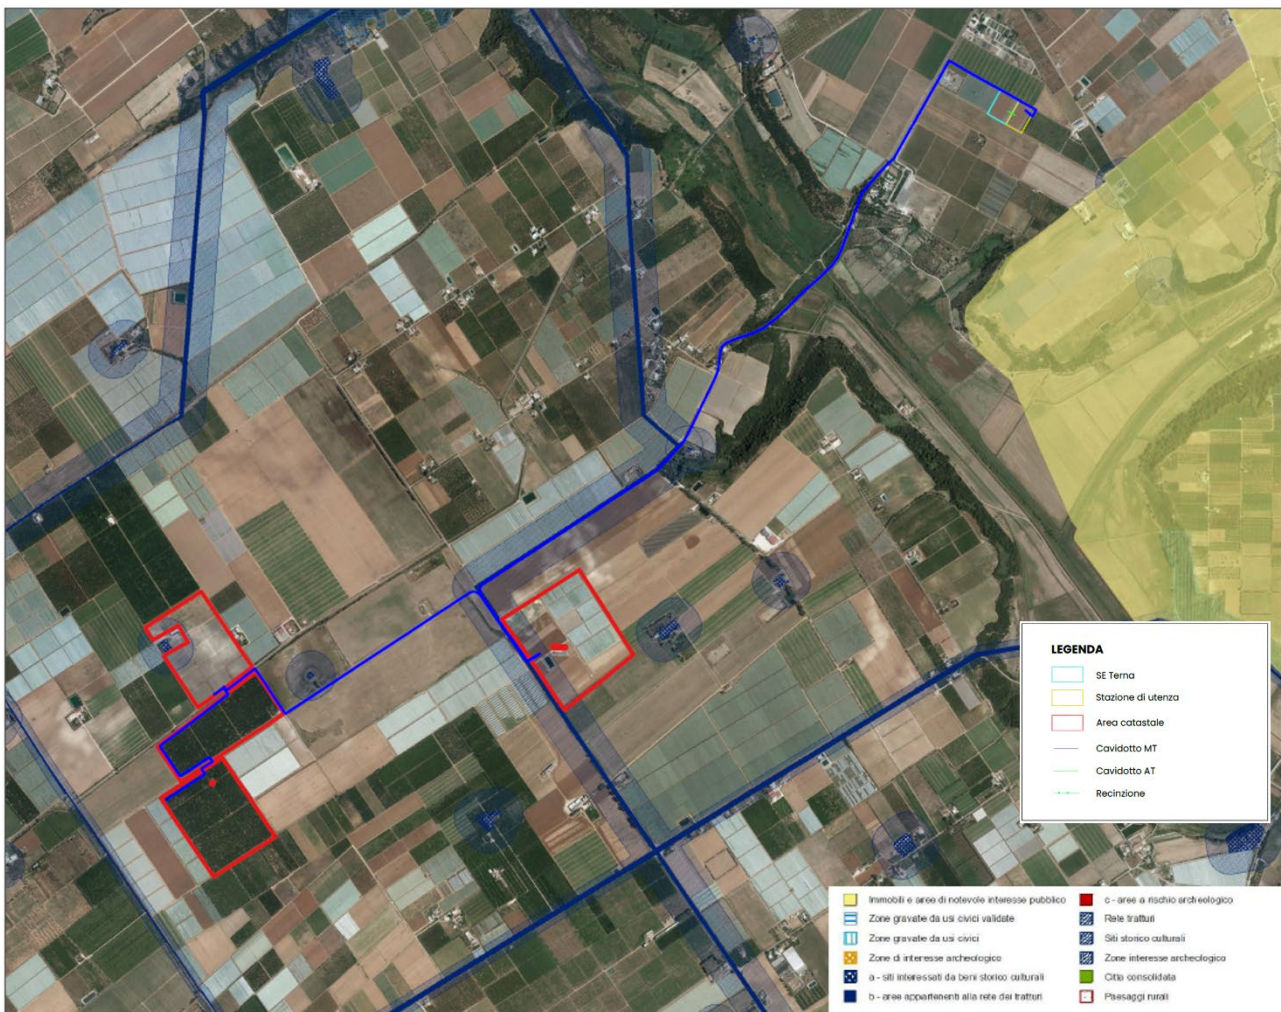 LEGENDA
SE Terna
Stazione di utenza
Area catastale
Cavidotto MT
Cavidotto AT
Recinzione
Immobili e aree di notevole interesse pubblico
Zone gravate da usi civici validate
Zone gravate da usi civici
Zone di interesse archeologico
a - siti interessati da beni storico culturali
b - aree appartenenti alla rete dei tratturi
c - aree a rischio archeologico
Rete tratturi
Siti storico culturali
Zone interesse archeologico
Citta consolidata
Paesaggi rurali